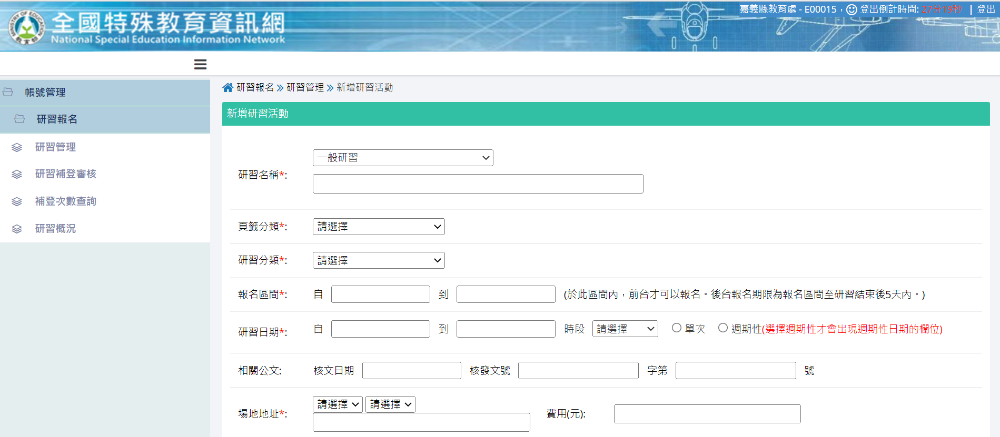 嘉義縣教育處 - E00015，登出倒計時間: 27分19秒 | 登出
全國特殊教育資訊網
National Special Education Information Network
帳號管理
研習報名
研習管理
研習補登審核
補登次數查詢
研習概況
研習報名 » 研習管理 » 新增研習活動
新增研習活動
一般研習
研習名稱*:
頁籤分類*: 請選擇
研習分類*: 請選擇
報名區間*: 自 到 (於此區間內，前台才可以報名。後台報名期限為報名區間至研習結束後5天內。)
研習日期*: 自 到 時段 請選擇 單次 週期性(選擇週期性才會出現週期性日期的欄位)
相關公文: 核文日期 核發文號 字第 號
請選擇 請選擇
場地地址*: 費用(元):